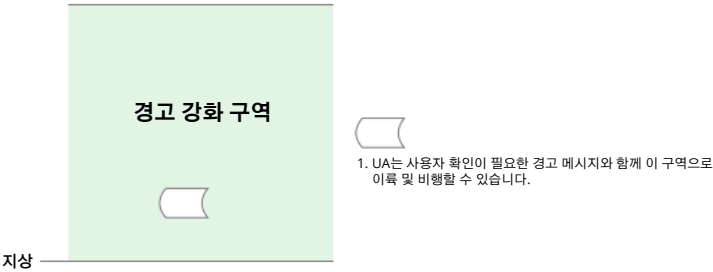 경고 강화 구역
1. UA는 사용자 확인이 필요한 경고 메시지와 함께 이 구역으로
이륙 및 비행할 수 있습니다.
지상